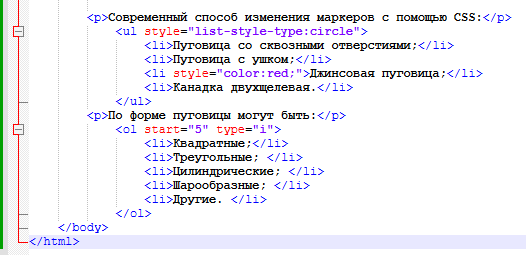 <p>Современный способ изменения маркеров с помощью CSS:</p>
<ul style="list-style-type:circle">
<li>Пуговица со сквозными отверстиями;</li>
<li>Пуговица с ушком;</li>
<li style="color:red;">Джинсовая пуговица;</li>
<li>Канадка двухщелевая.</li>
</ul>
<p>По форме пуговицы могут быть:</p>
<ol start="5" type="i">
<li>Квадратные;</li>
<li>Треугольные; </li>
<li>Цилиндрические; </li>
<li>Шарообразные; </li>
<li>Другие. </li>
</ol>
</body>
</html>